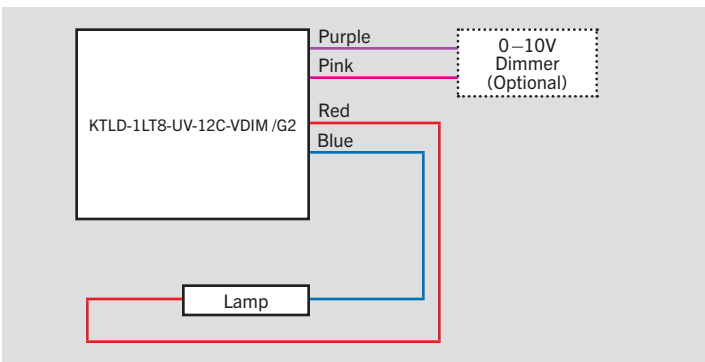 Purple
0–10V
Dimmer
(Optional)
Pink
Red
KTLD-1LT8-UV-12C-VDIM /G2
Blue
Lamp